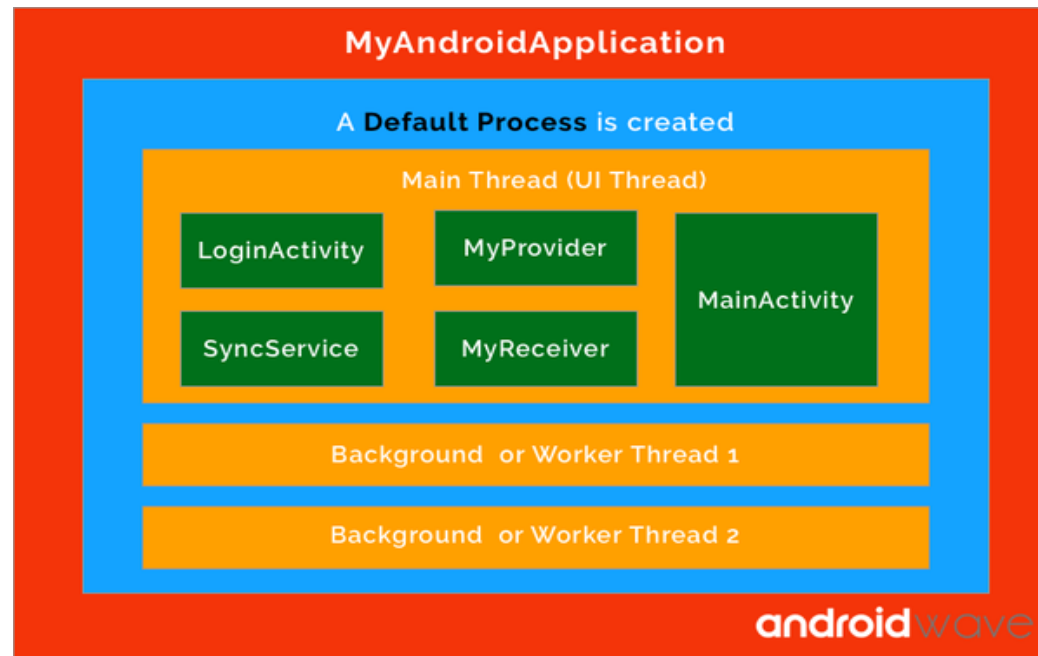 MyAndroidApplication
A Default Process is created
Main Thread (UI Thread)
LoginActivity
MyProvider
MainActivity
SyncService
MyReceiver
Background or Worker Thread 1
Background or Worker Thread 2
androidwave